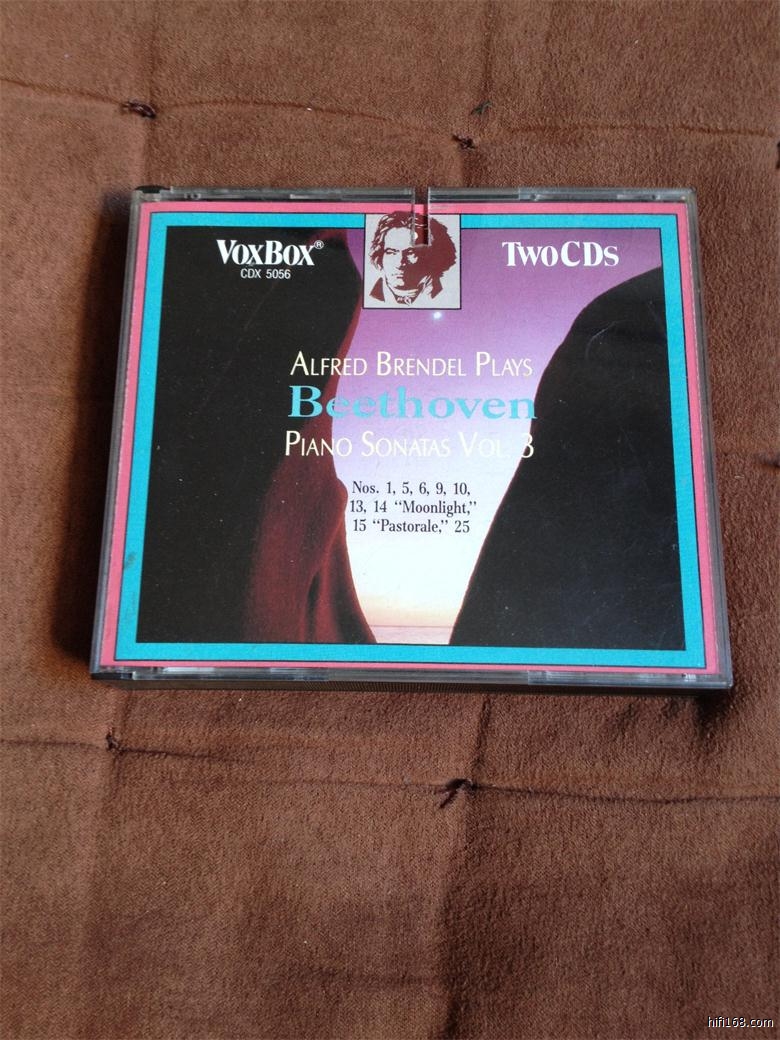 VOXBOX®
CDX 5056
TWO CDS
ALFRED BRENDEL PLAYS
Beethoven
PIANO SONATAS VOL. 3
Nos. 1, 5, 6, 9, 10,
13, 14 “Moonlight,”
15 “Pastorale,” 25
hifi168.com